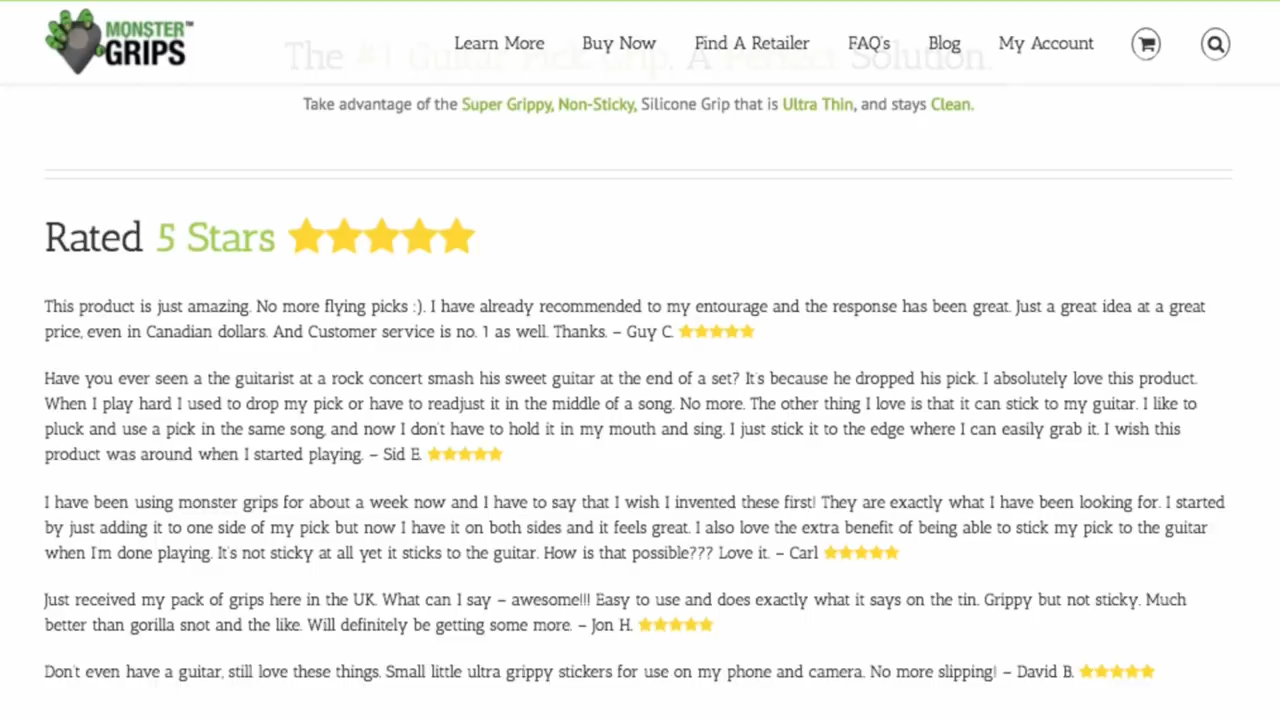 MONSTER™
GRIPS
Learn More
Buy Now
Find A Retailer
FAQ's
Blog
My Account
The #1 Guitar Pick Grip. A Perfect Solution.
Take advantage of the Super Grippy, Non-Sticky, Silicone Grip that is Ultra Thin, and stays Clean.
Rated 5 Stars
This product is just amazing. No more flying picks :). I have already recommended to my entourage and the response has been great. Just a great idea at a great
price, even in Canadian dollars. And Customer service is no. 1 as well. Thanks. – Guy C.
Have you ever seen a the guitarist at a rock concert smash his sweet guitar at the end of a set? It's because he dropped his pick. I absolutely love this product.
When I play hard I used to drop my pick or have to readjust it in the middle of a song. No more. The other thing I love is that it can stick to my guitar. I like to
pluck and use a pick in the same song, and now I don't have to hold it in my mouth and sing. I just stick it to the edge where I can easily grab it. I wish this
product was around when I started playing. – Sid E.
I have been using monster grips for about a week now and I have to say that I wish I invented these first! They are exactly what I have been looking for. I started
by just adding it to one side of my pick but now I have it on both sides and it feels great. I also love the extra benefit of being able to stick my pick to the guitar
when I'm done playing. It's not sticky at all yet it sticks to the guitar. How is that possible??? Love it. – Carl
Just received my pack of grips here in the UK. What can I say – awesome!!! Easy to use and does exactly what it says on the tin. Grippy but not sticky. Much
better than gorilla snot and the like. Will definitely be getting some more. – Jon H.
Don't even have a guitar, still love these things. Small little ultra grippy stickers for use on my phone and camera. No more slipping! – David B.